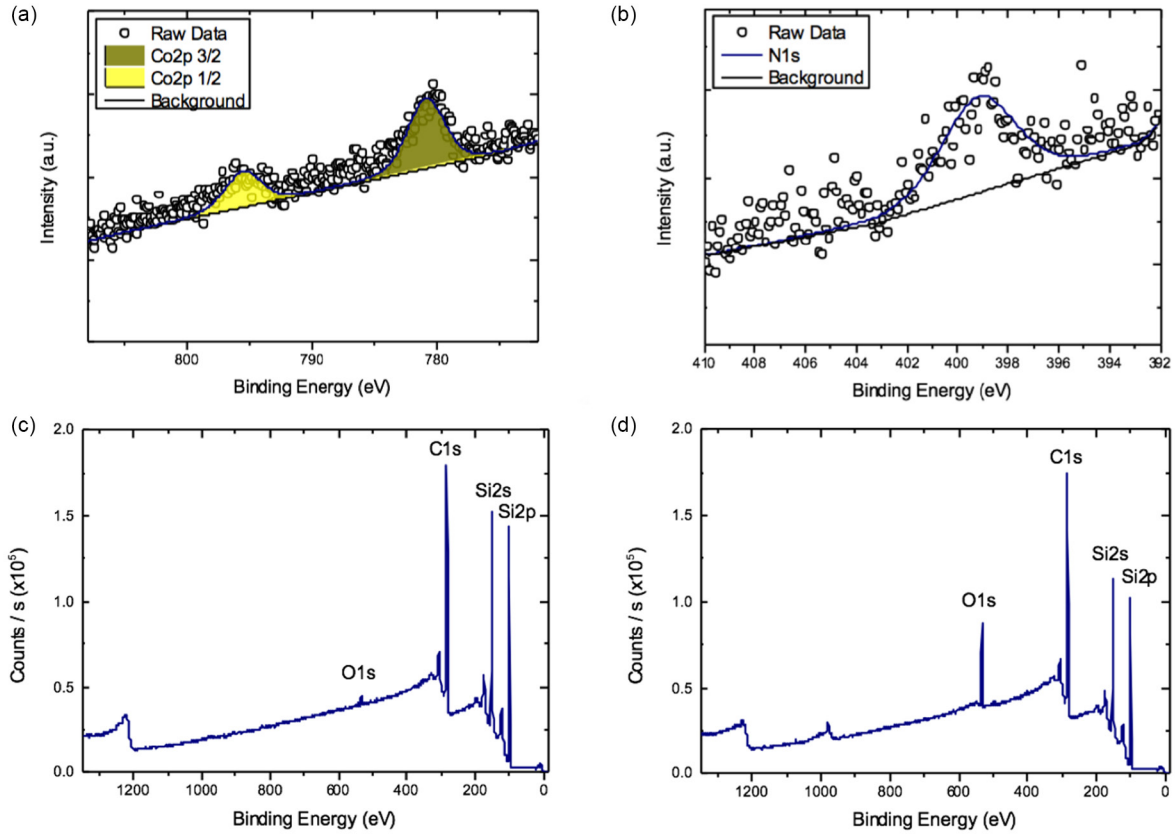 (a)
Raw Data
Co2p 3/2
Co2p 1/2
Background
Intensity (a.u.)
800 790 780
Binding Energy (eV)
(b)
Raw Data
N1s
Background
Intensity (a.u.)
410 408 406 404 402 400 398 396 394 392
Binding Energy (eV)
(c)
2.0
1.5
1.0
0.5
0.0
Counts / s (x10⁵)
C1s
Si2s
Si2p
O1s
1200 1000 800 600 400 200 0
Binding Energy (eV)
(d)
2.0
1.5
1.0
0.5
0.0
Counts / s (x10⁵)
C1s
Si2s
Si2p
O1s
1200 1000 800 600 400 200 0
Binding Energy (eV)